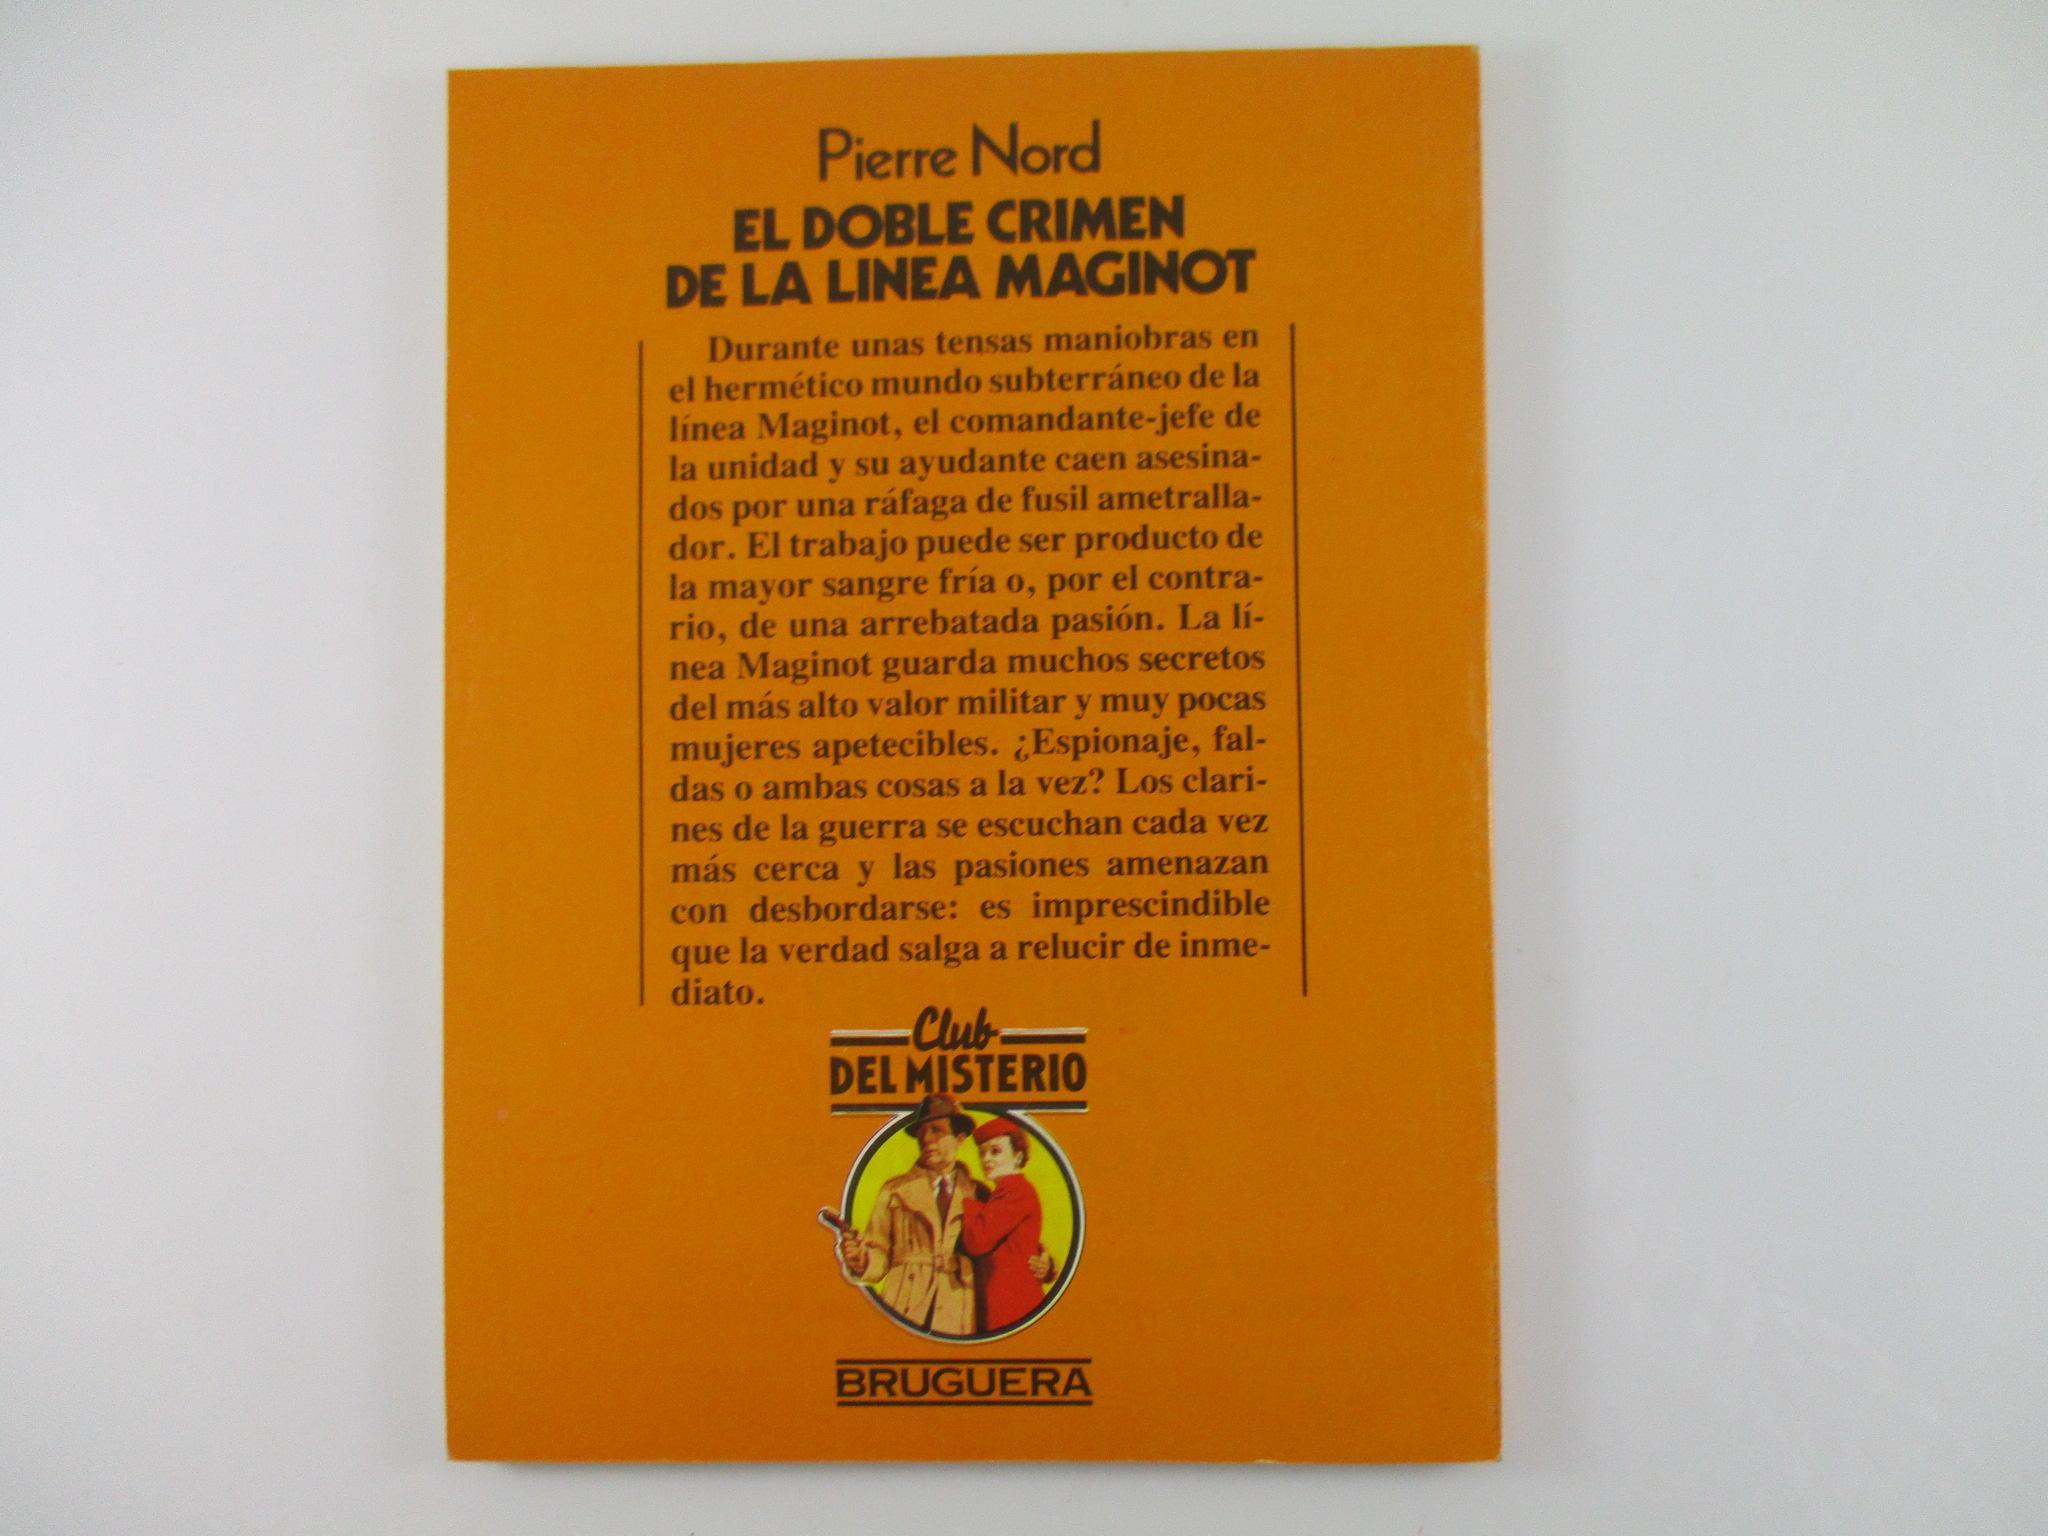 Pierre Nord
EL DOBLE CRIMEN
DE LA LINEA MAGINOT
Durante unas tensas maniobras en
el hermético mundo subterráneo de la
línea Maginot, el comandante-jefe de
la unidad y su ayudante caen asesina-
dos por una ráfaga de fusil ametralla-
dor. El trabajo puede ser producto de
la mayor sangre fría o, por el contra-
rio, de una arrebatada pasión. La lí-
nea Maginot guarda muchos secretos
del más alto valor militar y muy pocas
mujeres apetecibles. ¿Espionaje, fal-
das o ambas cosas a la vez? Los clari-
nes de la guerra se escuchan cada vez
más cerca y las pasiones amenazan
con desbordarse: es imprescindible
que la verdad salga a relucir de inme-
diato.
Club
DEL MISTERIO
BRUGUERA